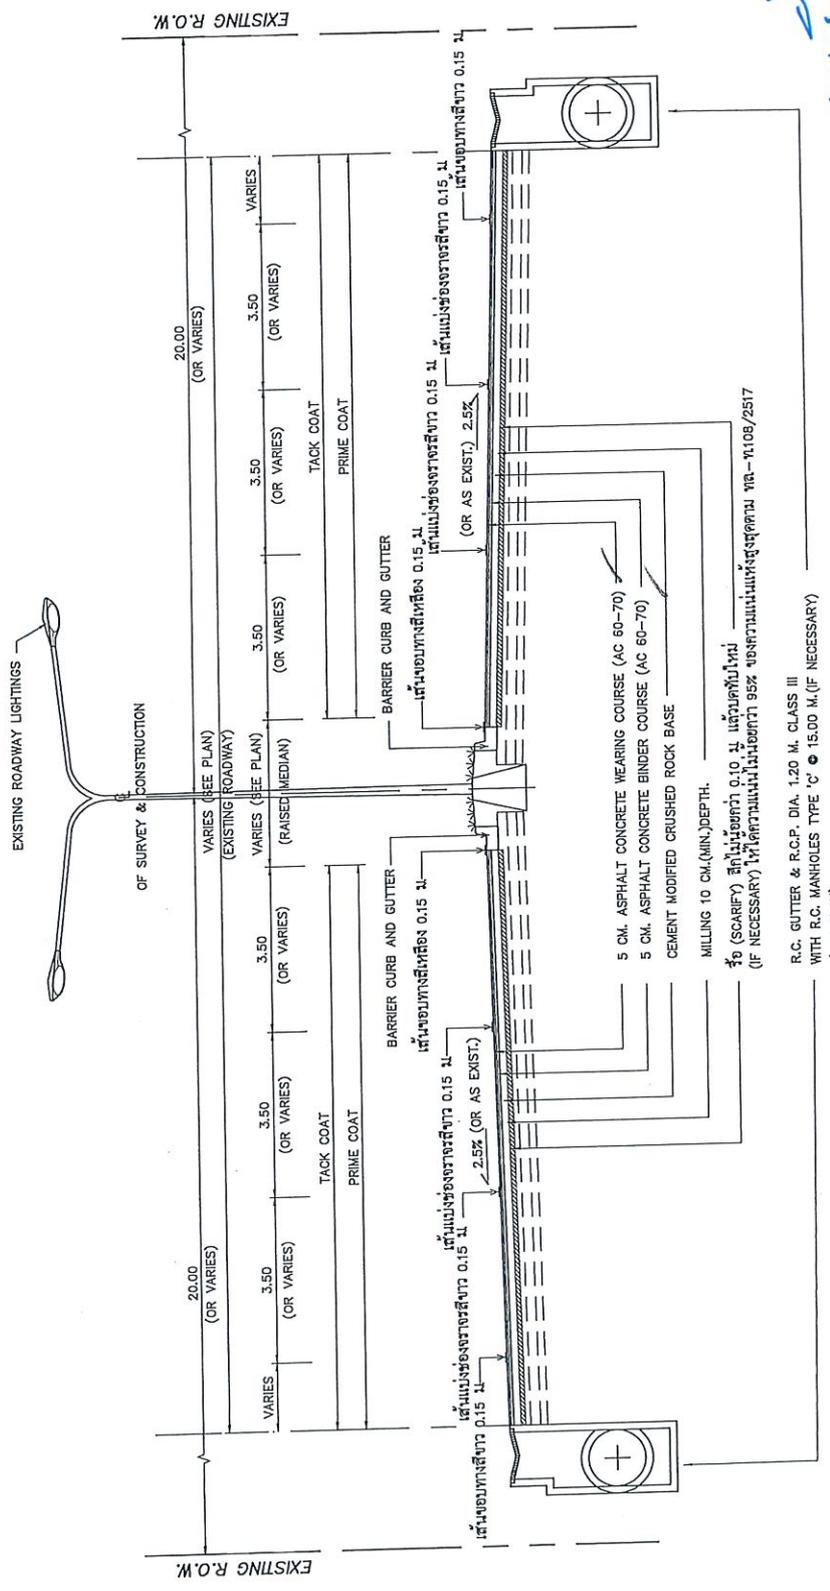 EXISTING ROADWAY LIGHTINGS
℄
OF SURVEY & CONSTRUCTION
EXISTING R.O.W.
EXISTING R.O.W.
20.00
(OR VARIES)
20.00
(OR VARIES)
VARIES (SEE PLAN)
(EXISTING ROADWAY)
VARIES
3.50
(OR VARIES)
3.50
(OR VARIES)
3.50
(OR VARIES)
VARIES (SEE PLAN)
(RAISED MEDIAN)
3.50
(OR VARIES)
3.50
(OR VARIES)
3.50
(OR VARIES)
VARIES
TACK COAT
PRIME COAT
TACK COAT
PRIME COAT
BARRIER CURB AND GUTTER
BARRIER CURB AND GUTTER
เส้นขอบทางสีขาว 0.15 ม
เส้นแบ่งช่องจราจรสีขาว 0.15 ม
เส้นแบ่งช่องจราจรสีขาว 0.15 ม
เส้นขอบทางสีเหลือง 0.15 ม
เส้นขอบทางสีเหลือง 0.15 ม
เส้นแบ่งช่องจราจรสีขาว 0.15 ม
เส้นแบ่งช่องจราจรสีขาว 0.15 ม
เส้นขอบทางสีขาว 0.15 ม
2.5% (OR AS EXIST.)
(OR AS EXIST.) 2.5%
5 CM. ASPHALT CONCRETE WEARING COURSE (AC 60-70)
5 CM. ASPHALT CONCRETE BINDER COURSE (AC 60-70)
CEMENT MODIFIED CRUSHED ROCK BASE
MILLING 10 CM.(MIN.)DEPTH.
รื้อ (SCARIFY) ลึกไม่น้อยกว่า 0.10 ม แล้วบดทับใหม่
(IF NECESSARY) ให้ได้ความแน่นไม่น้อยกว่า 95% ของความแน่นแห้งสูงสุดตาม ทล-ท.108/2517
R.C. GUTTER & R.C.P. DIA. 1.20 M. CLASS III
WITH R.C. MANHOLES TYPE 'C' @ 15.00 M.(IF NECESSARY)